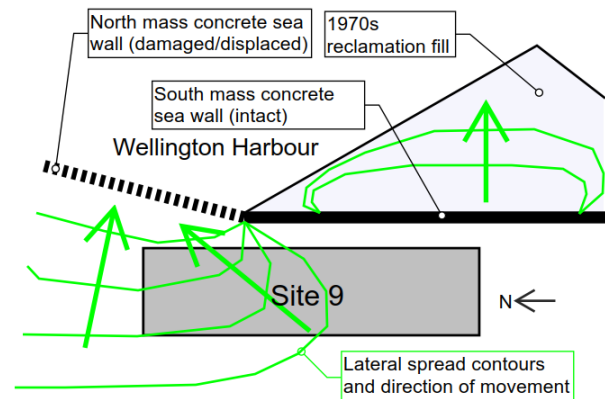 North mass concrete sea
wall (damaged/displaced)
1970s
reclamation fill
South mass concrete
sea wall (intact)
Wellington Harbour
Site 9
N
Lateral spread contours
and direction of movement